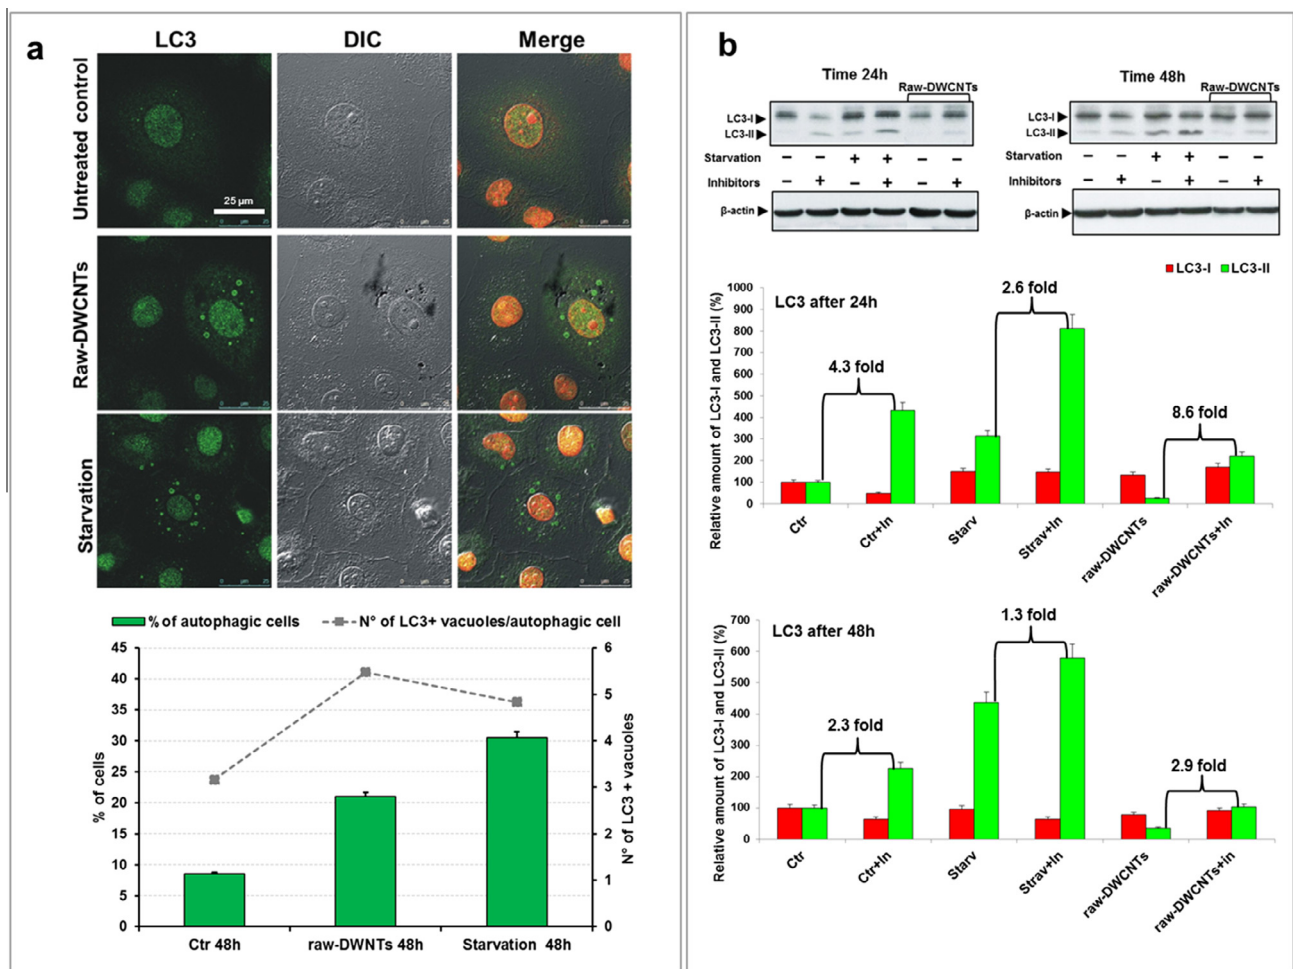 a
LC3 DIC Merge
Untreated control
25 µm
Raw-DWCNTs
Starvation
% of autophagic cells N° of LC3+ vacuoles/autophagic cell
% of cells
45
40
35
30
25
20
15
10
5
0
6
5
4
3
2
1
0
N° of LC3 + vacuoles
Ctr 48h raw-DWNTs 48h Starvation 48h
b
Time 24h
Raw-DWCNTs
LC3-I
LC3-II
Starvation − − + + − −
Inhibitors − + − + − +
β-actin
Time 48h
Raw-DWCNTs
LC3-I
LC3-II
Starvation − − + + − −
Inhibitors − + − + − +
β-actin
LC3-I LC3-II
LC3 after 24h
Relative amount of LC3-I and LC3-II (%)
1000
900
800
700
600
500
400
300
200
100
0
4.3 fold
2.6 fold
8.6 fold
Ctr Ctr+In Starv Strav+In raw-DWCNTs raw-DWCNTs+In
LC3 after 48h
Relative amount of LC3-I and LC3-II (%)
700
600
500
400
300
200
100
0
2.3 fold
1.3 fold
2.9 fold
Ctr Ctr+In Starv Strav+In raw-DWCNTs raw-DWCNTs+in